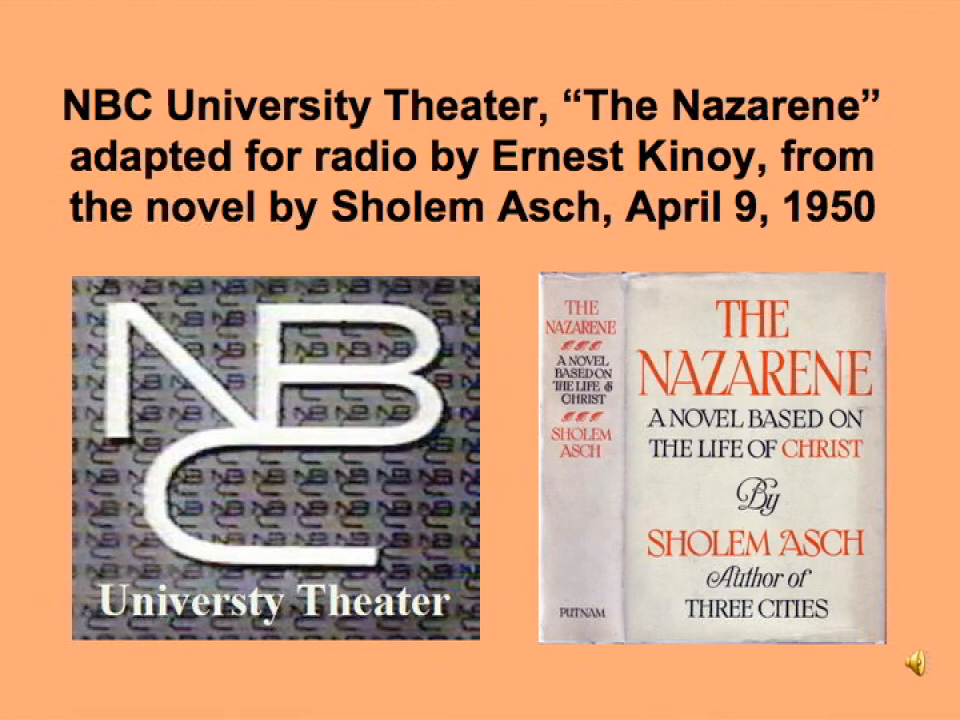 NBC University Theater, “The Nazarene”
adapted for radio by Ernest Kinoy, from
the novel by Sholem Asch, April 9, 1950
NBC
Universty Theater
THE
NAZARENE
A NOVEL
BASED ON
THE LIFE of
CHRIST
SHOLEM
ASCH
PUTNAM
THE
NAZARENE
A NOVEL BASED ON
THE LIFE OF CHRIST
By
SHOLEM ASCH
Author of
THREE CITIES